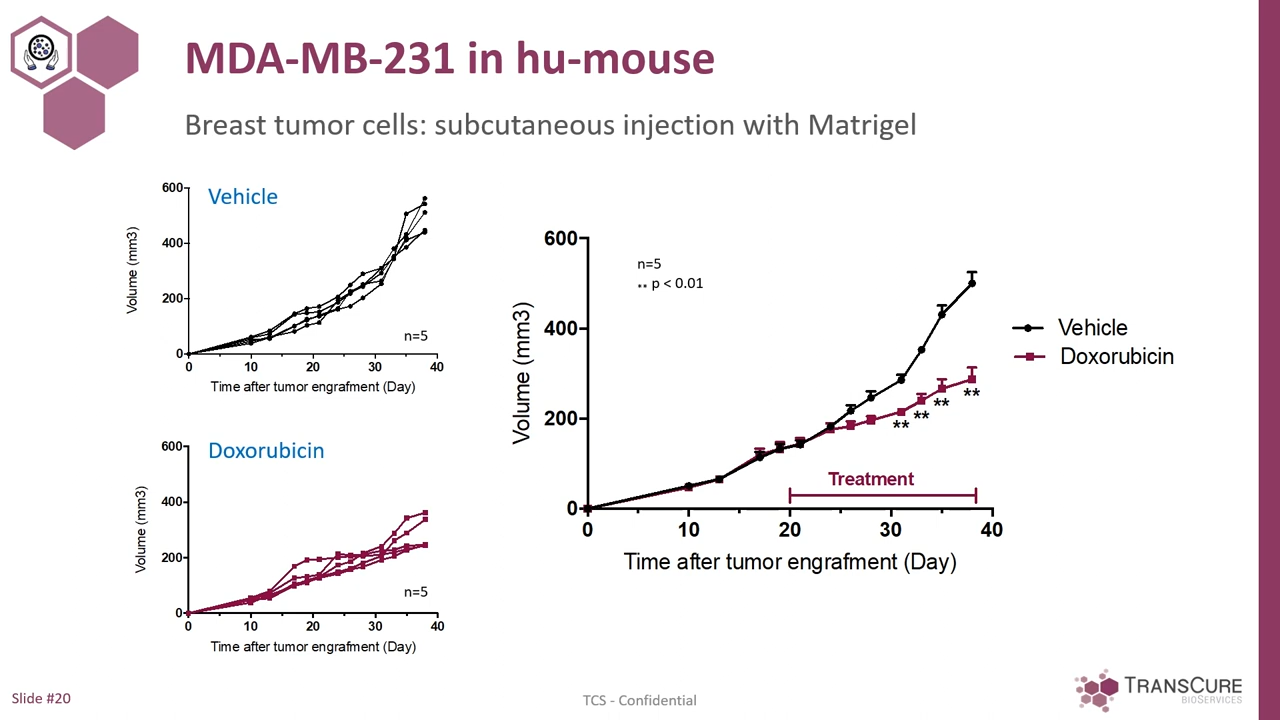 MDA-MB-231 in hu-mouse
Breast tumor cells: subcutaneous injection with Matrigel
Vehicle
Volume (mm3)
600
400
200
0
n=5
0 10 20 30 40
Time after tumor engrafment (Day)
Doxorubicin
Volume (mm3)
600
400
200
0
n=5
0 10 20 30 40
Time after tumor engrafment (Day)
Volume (mm3)
600
400
200
0
n=5
** p < 0.01
** ** ** **
Treatment
0 10 20 30 40
Time after tumor engrafment (Day)
Vehicle
Doxorubicin
Slide #20
TCS - Confidential
TRANSCURE
BIOSERVICES